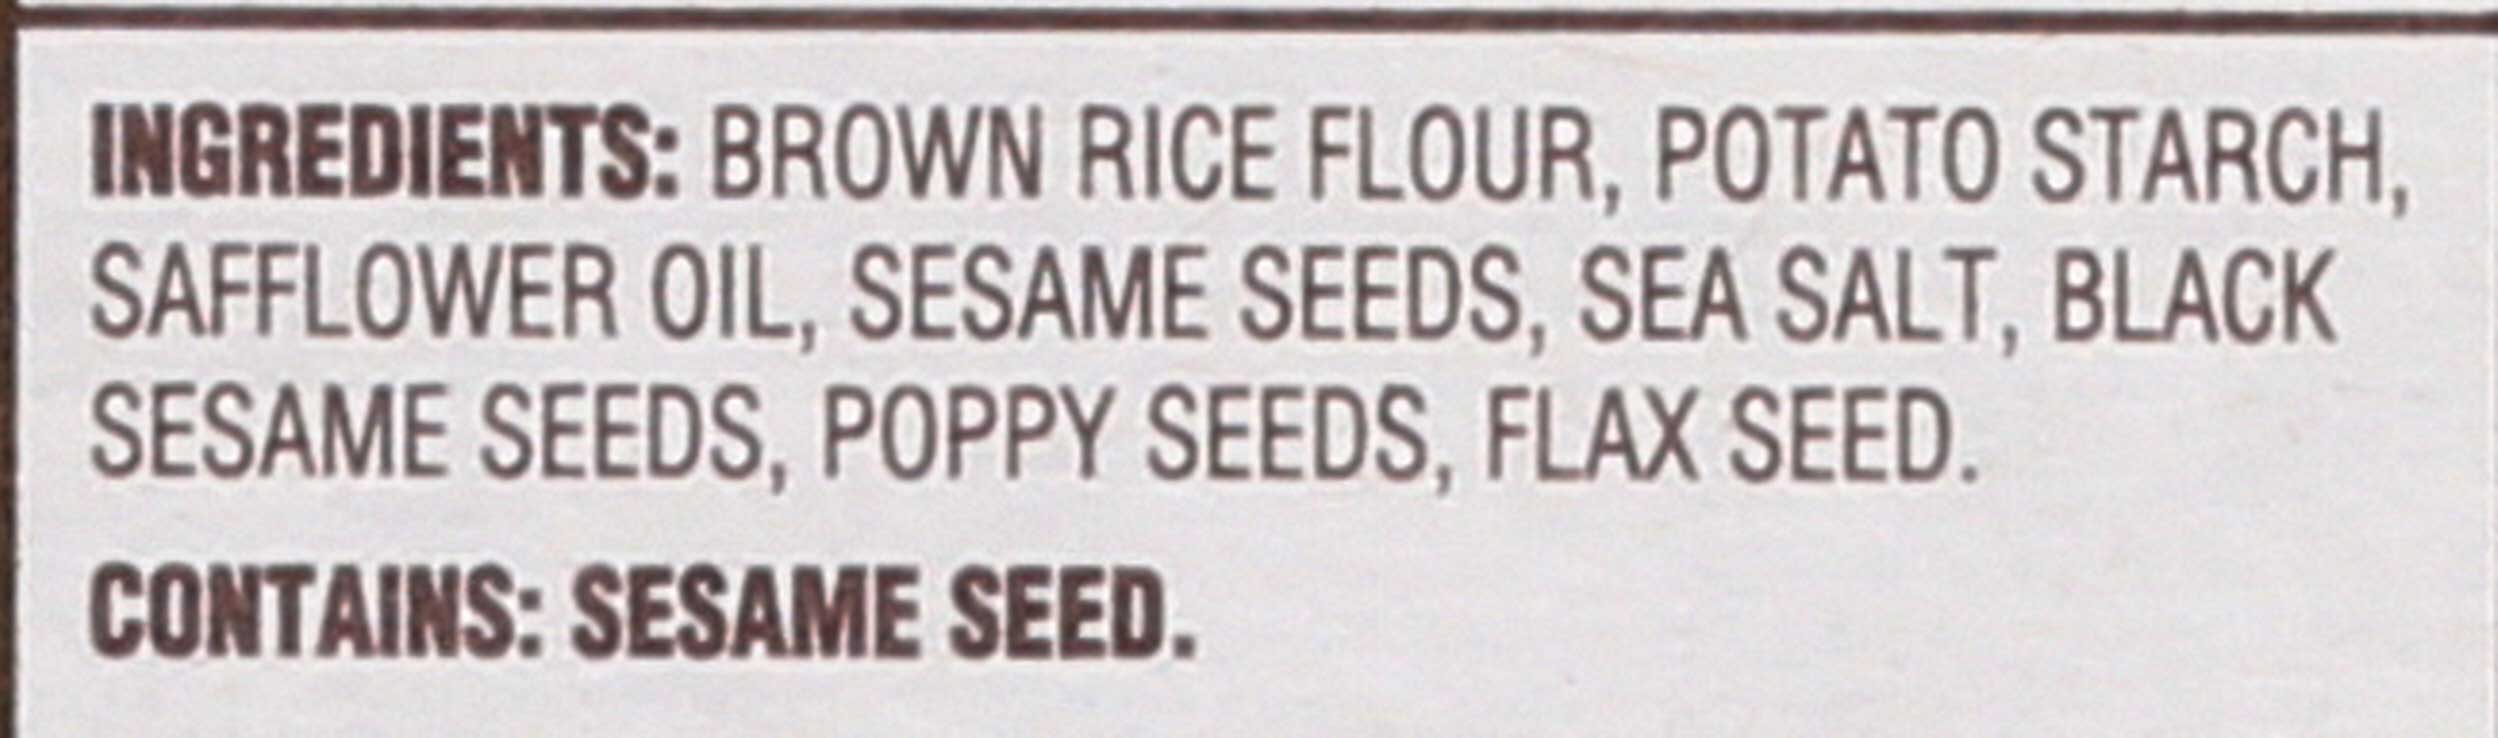 INGREDIENTS: BROWN RICE FLOUR, POTATO STARCH,
SAFFLOWER OIL, SESAME SEEDS, SEA SALT, BLACK
SESAME SEEDS, POPPY SEEDS, FLAX SEED.
CONTAINS: SESAME SEED.